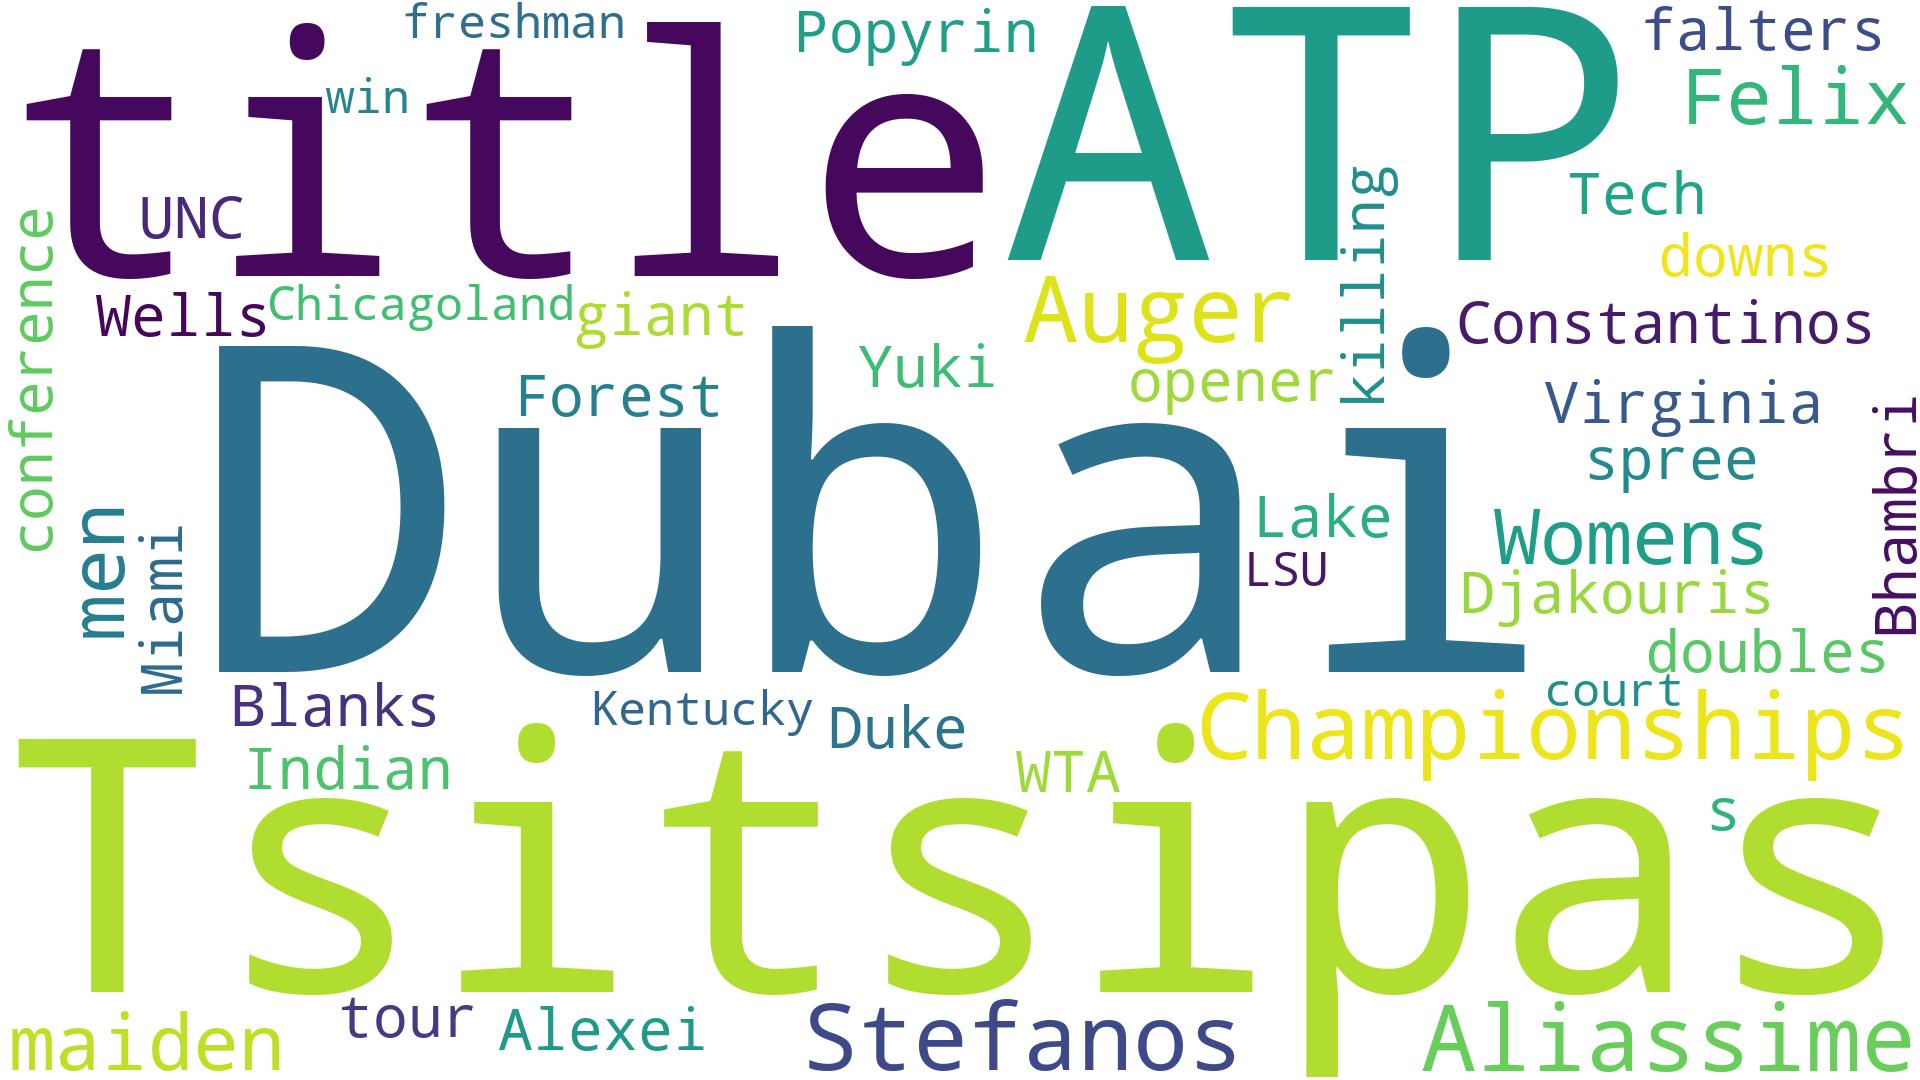 freshman
Popyrin
falters
title
ATP
win
Felix
UNC
killing
Tech
conference
downs
Wells
Chicagoland
giant
Auger
Constantinos
Dubai
Yuki
opener
Forest
Virginia
Bhambri
spree
men
Miami
Lake
Womens
LSU
Djakouris
doubles
Blanks
Kentucky
Duke
court
Championships
Indian
WTA
Tsitsipas
s
maiden
tour
Alexei
Stefanos
Aliassime